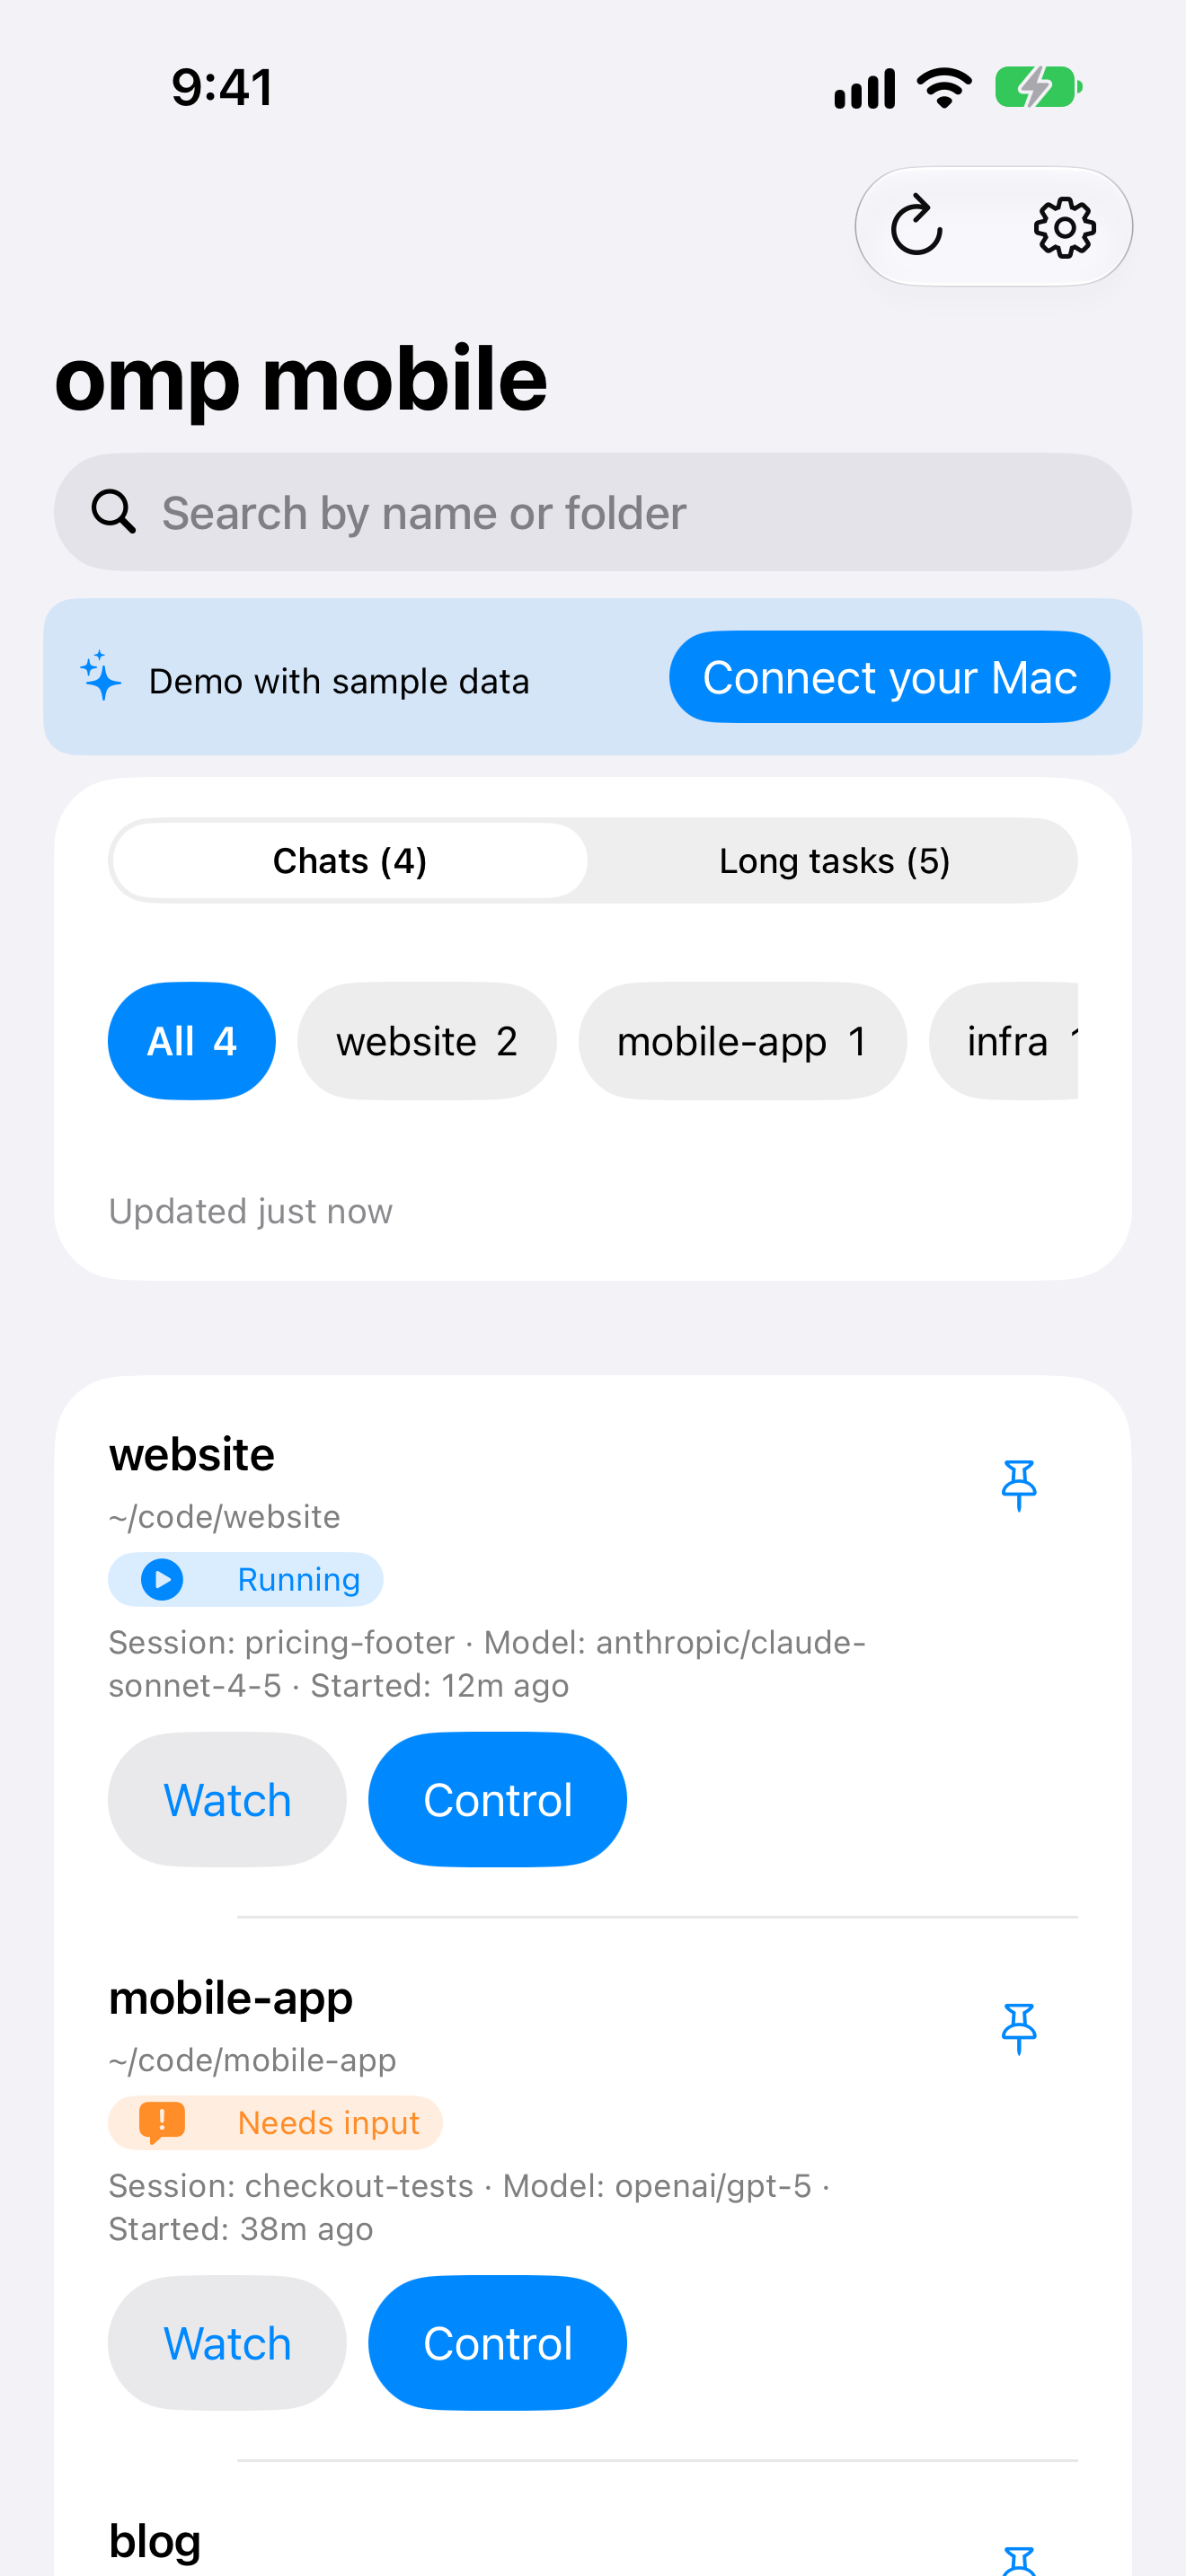 9:41
omp mobile
Search by name or folder
Demo with sample data
Connect your Mac
Chats (4)
Long tasks (5)
All 4
website 2
mobile-app 1
infra
Updated just now
website
~/code/website
Running
Session: pricing-footer · Model: anthropic/claude-
sonnet-4-5 · Started: 12m ago
Watch
Control
mobile-app
~/code/mobile-app
Needs input
Session: checkout-tests · Model: openai/gpt-5 ·
Started: 38m ago
Watch
Control
blog